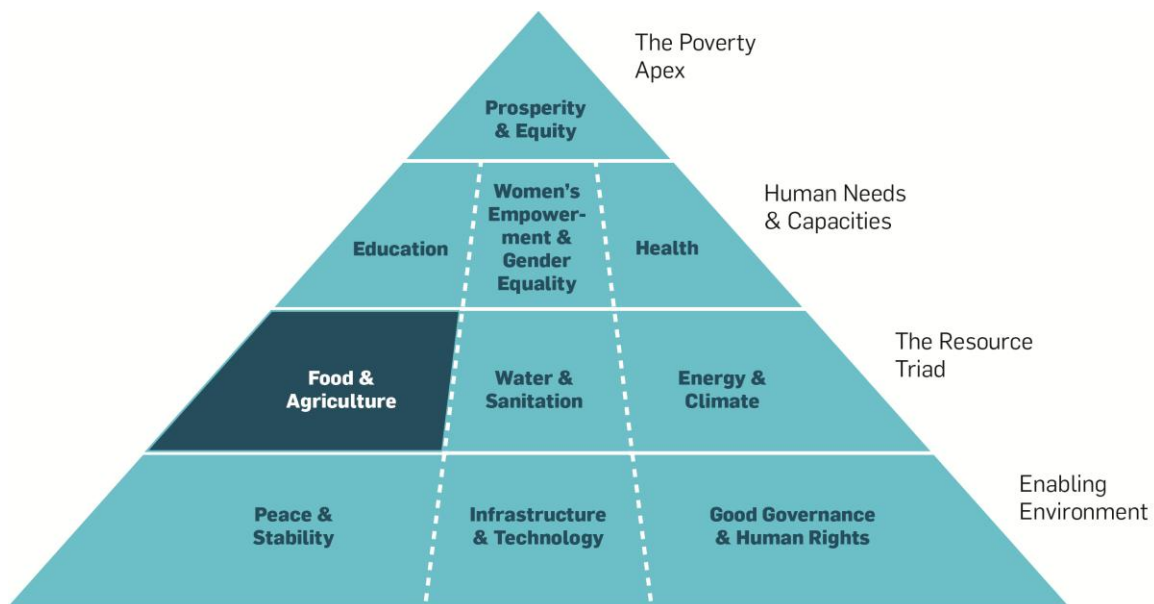 The Poverty
Apex
Prosperity
& Equity
Human Needs
& Capacities
Education
Women's
Empower-
ment &
Gender
Equality
Health
The Resource
Triad
Food &
Agriculture
Water &
Sanitation
Energy &
Climate
Enabling
Environment
Peace &
Stability
Infrastructure
& Technology
Good Governance
& Human Rights